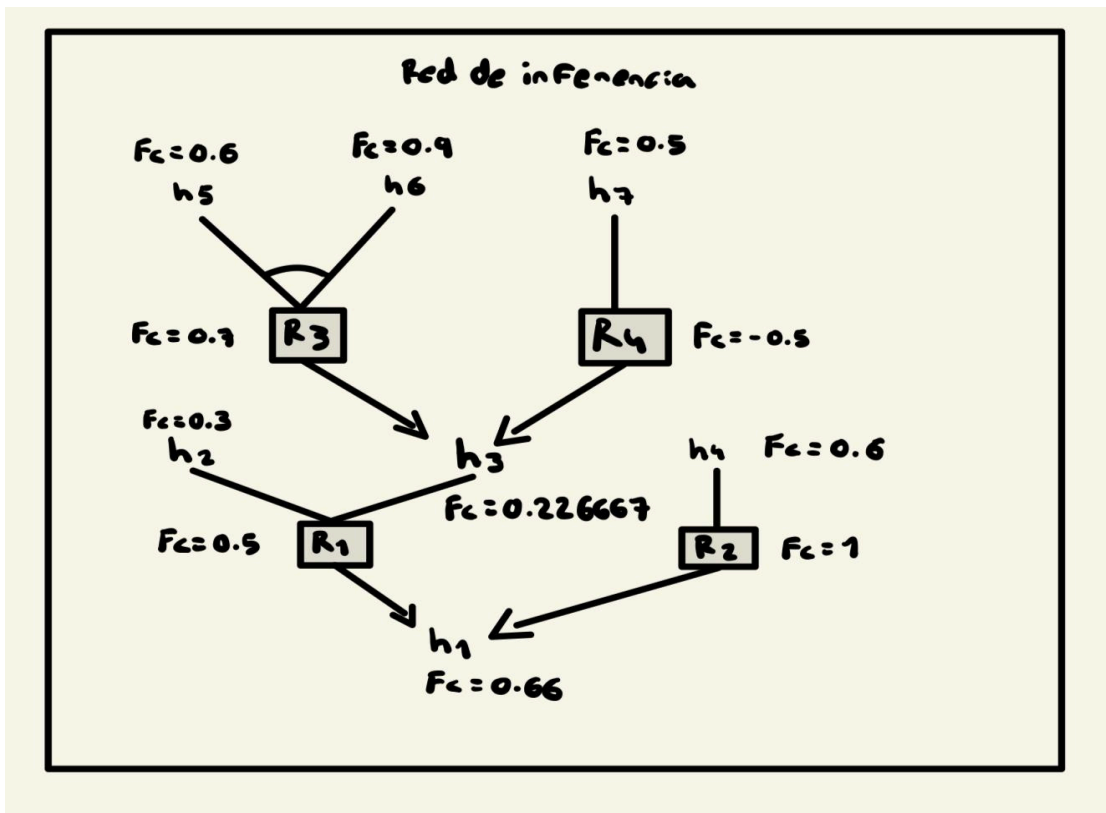 Red de inferencia
Fc=0.6
Fc=0.9
Fc=0.5
h5
h6
h7
Fc=0.7
R3
R4
Fc=-0.5
Fc=0.3
h2
h3
h4
Fc=0.6
Fc=0.226667
Fc=0.5
R1
R2
Fc=1
h1
Fc=0.66